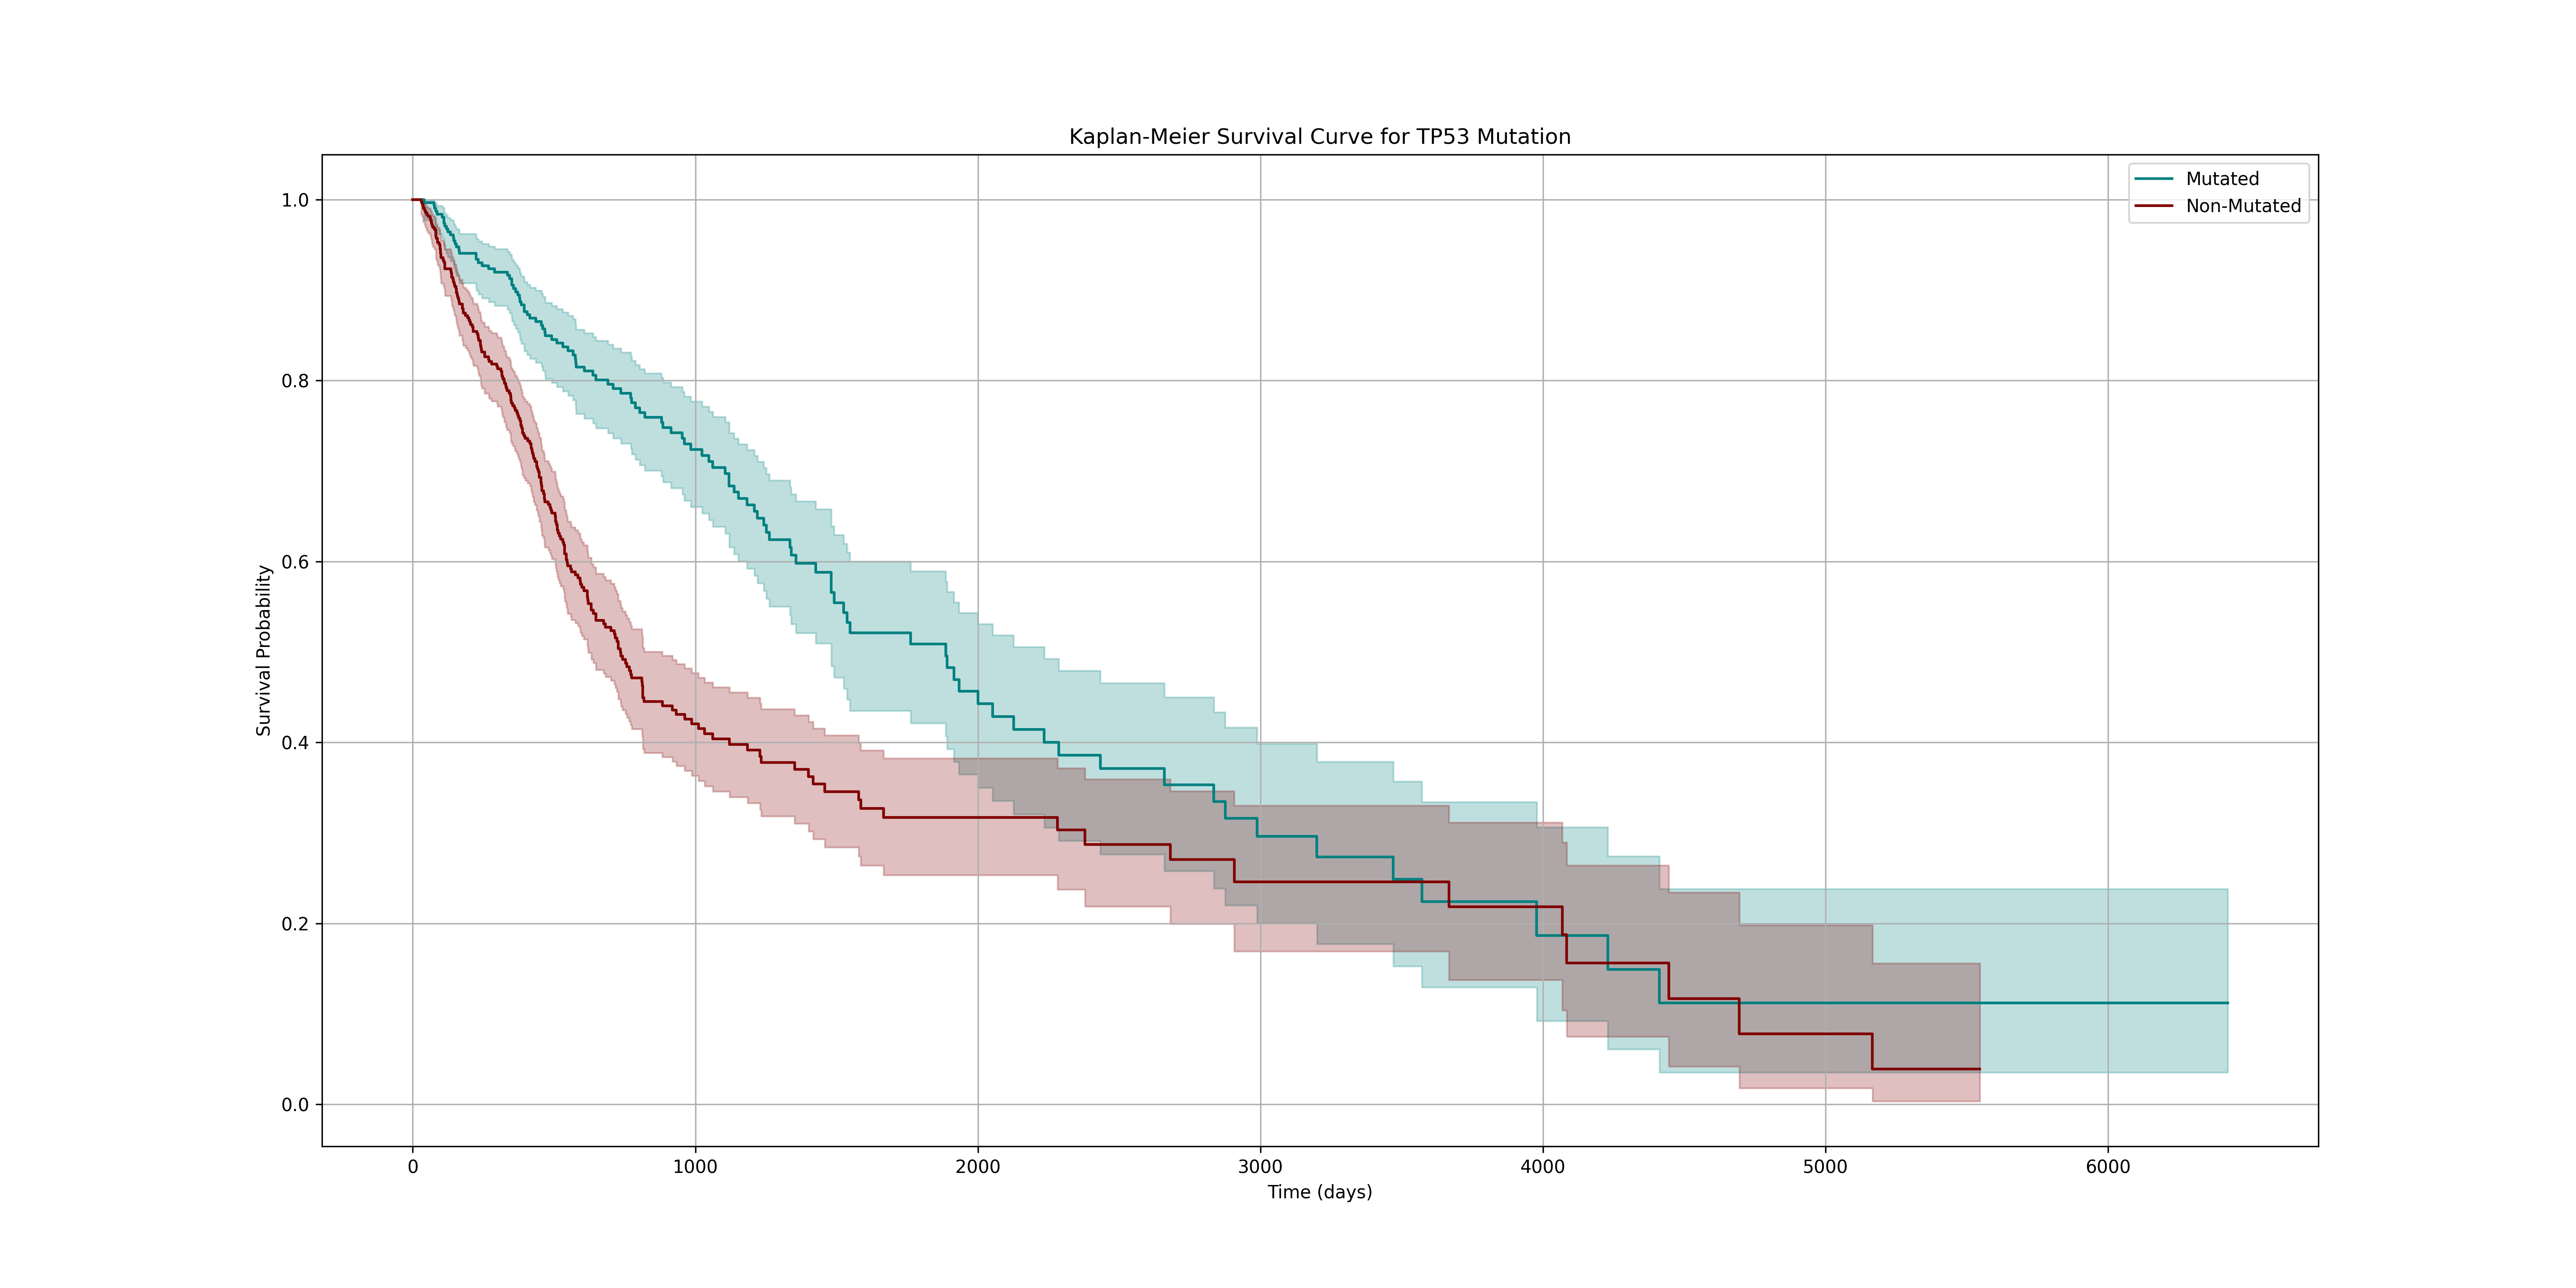 Kaplan-Meier Survival Curve for TP53 Mutation
Mutated
Non-Mutated
Survival Probability
1.0
0.8
0.6
0.4
0.2
0.0
0 1000 2000 3000 4000 5000 6000
Time (days)